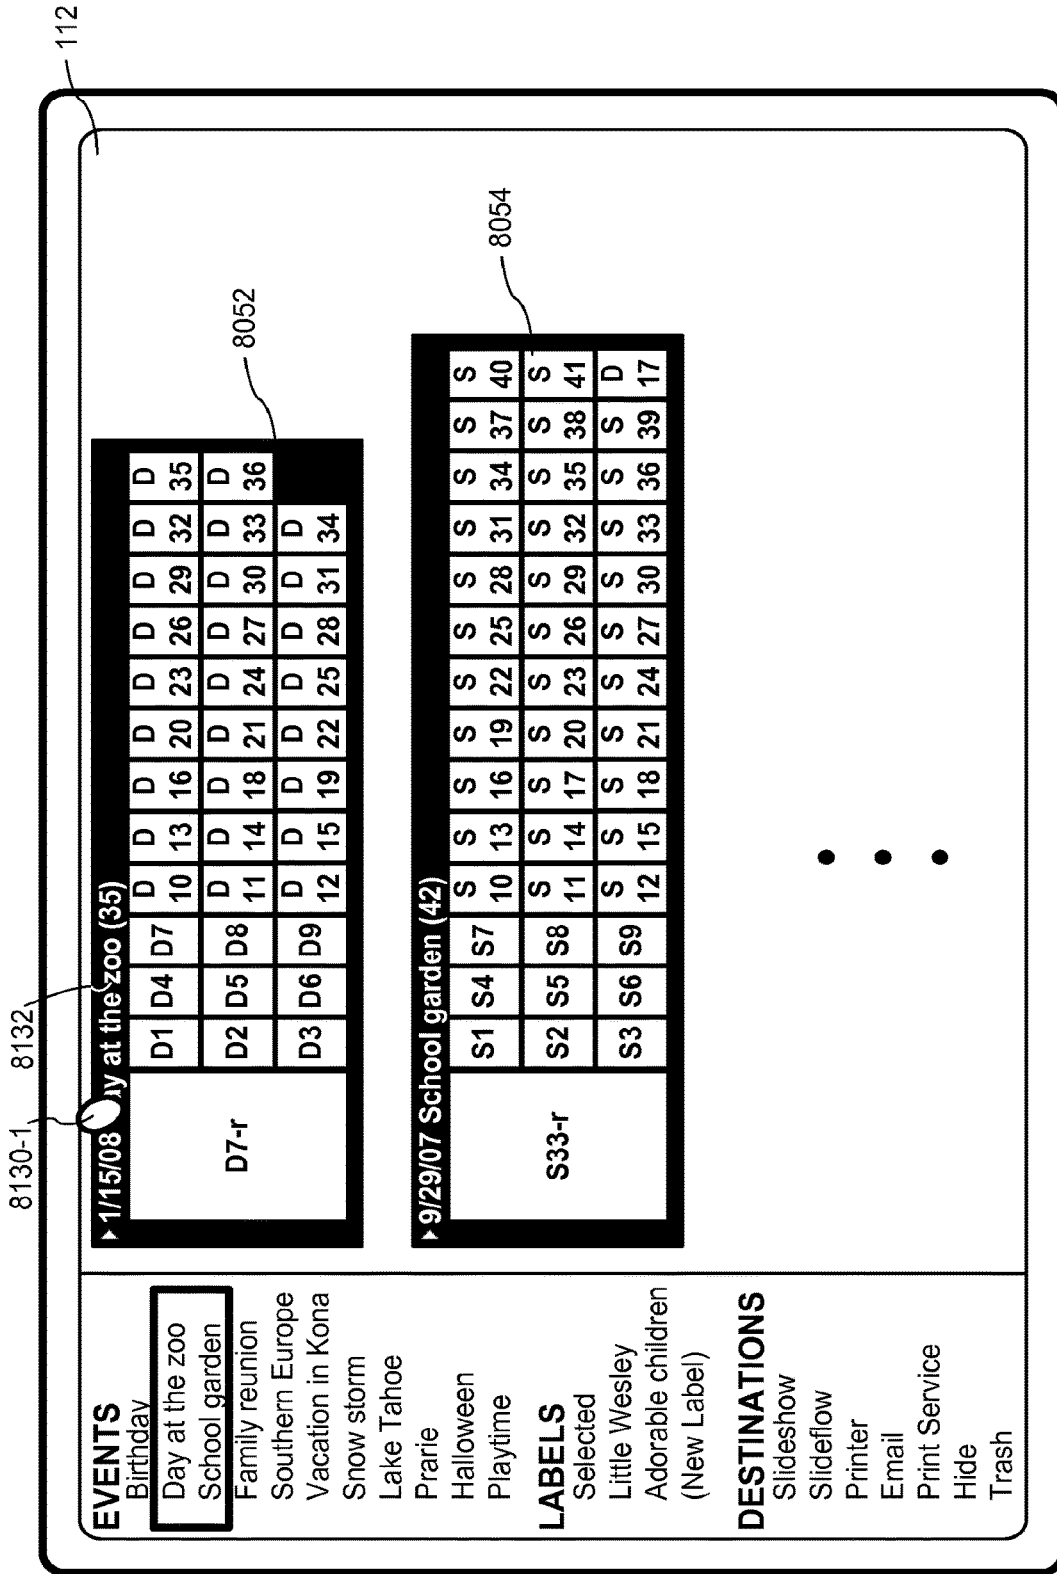 112
8130-1
8132
EVENTS
Birthday
Day at the zoo
School garden
Family reunion
Southern Europe
Vacation in Kona
Snow storm
Lake Tahoe
Prarie
Halloween
Playtime
LABELS
Selected
Little Wesley
Adorable children
(New Label)
DESTINATIONS
Slideshow
Slideflow
Printer
Email
Print Service
Hide
Trash
1/15/08 ay at the zoo (35)
D7-r
D1 D4 D7 D 10 D 13 D 16 D 20 D 23 D 26 D 29 D 32 D 35
D2 D5 D8 D 11 D 14 D 18 D 21 D 24 D 27 D 30 D 33 D 36
D3 D6 D9 D 12 D 15 D 19 D 22 D 25 D 28 D 31 D 34
8052
9/29/07 School garden (42)
S33-r
S1 S4 S7 S 10 S 13 S 16 S 19 S 22 S 25 S 28 S 31 S 34 S 37 S 40
S2 S5 S8 S 11 S 14 S 17 S 20 S 23 S 26 S 29 S 32 S 35 S 38 S 41
S3 S6 S9 S 12 S 15 S 18 S 21 S 24 S 27 S 30 S 33 S 36 S 39 D 17
8054